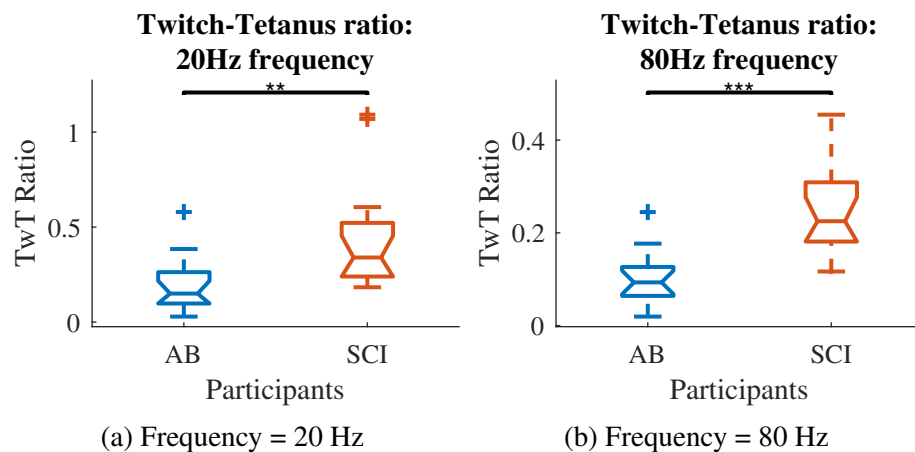 Twitch-Tetanus ratio:
20Hz frequency
**
1
0.5
0
TwT Ratio
AB SCI
Participants
(a) Frequency = 20 Hz
Twitch-Tetanus ratio:
80Hz frequency
***
0.4
0.2
0
TwT Ratio
AB SCI
Participants
(b) Frequency = 80 Hz